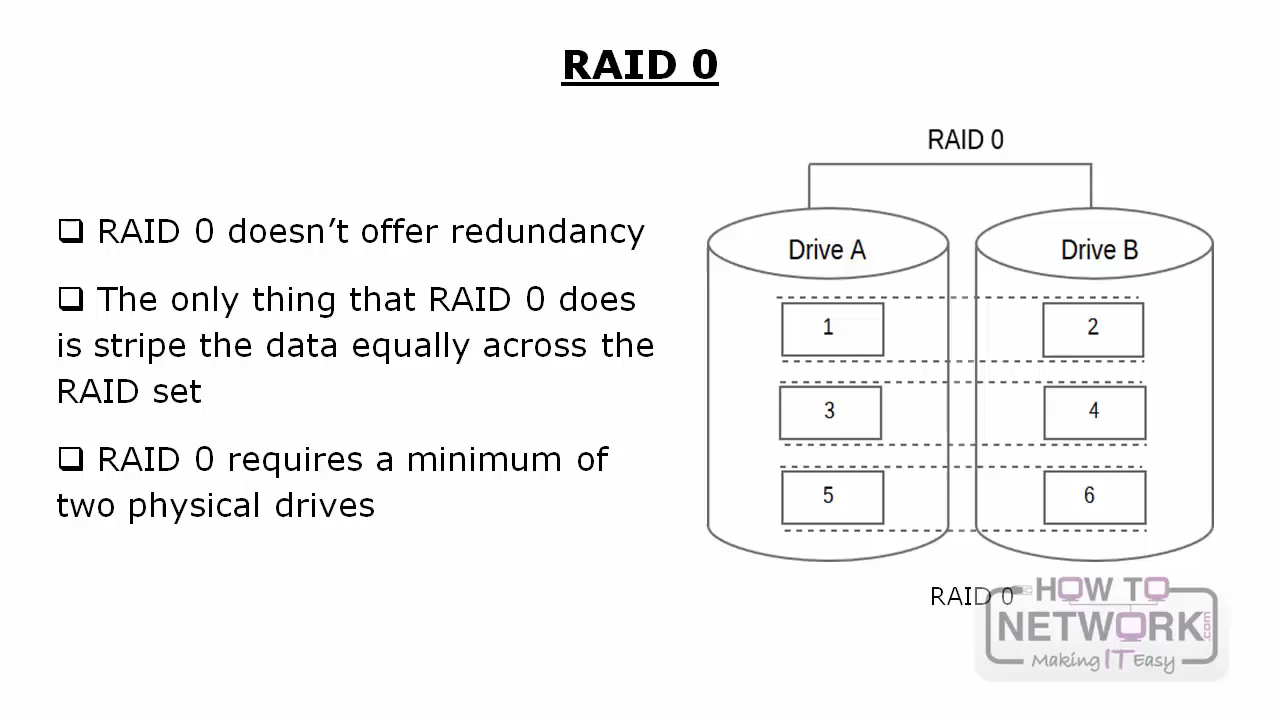 RAID 0
❑ RAID 0 doesn’t offer redundancy
❑ The only thing that RAID 0 does
is stripe the data equally across the
RAID set
❑ RAID 0 requires a minimum of
two physical drives
RAID 0
Drive A
Drive B
1
2
3
4
5
6
RAID 0
HOW TO
NETWORK.com
Making IT Easy